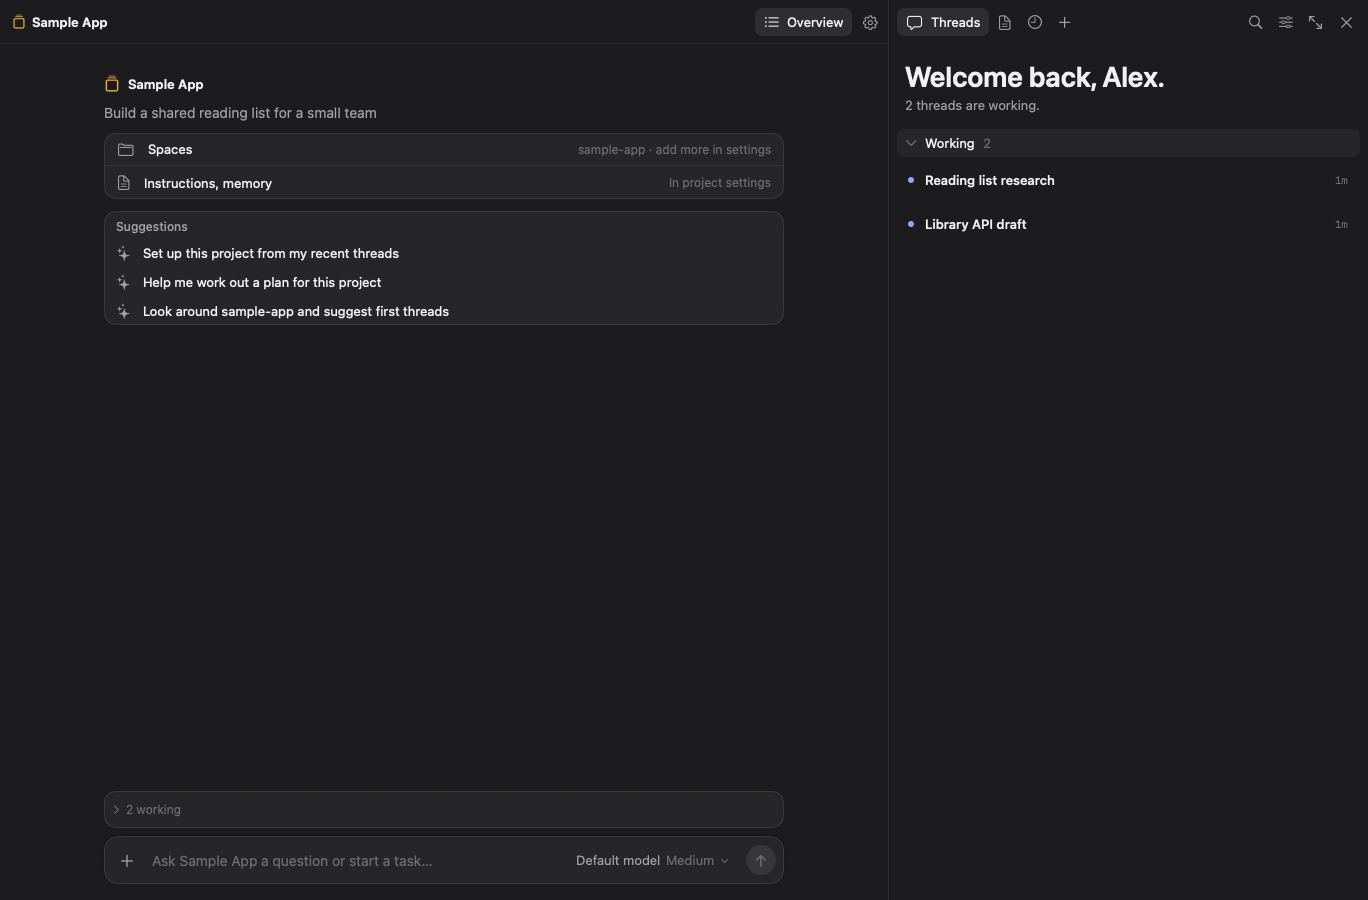 Sample App
Overview
Sample App
Build a shared reading list for a small team
Spaces
sample-app · add more in settings
Instructions, memory
In project settings
Suggestions
Set up this project from my recent threads
Help me work out a plan for this project
Look around sample-app and suggest first threads
2 working
Ask Sample App a question or start a task...
Default model Medium
Threads
Welcome back, Alex.
2 threads are working.
Working 2
Reading list research 1m
Library API draft 1m